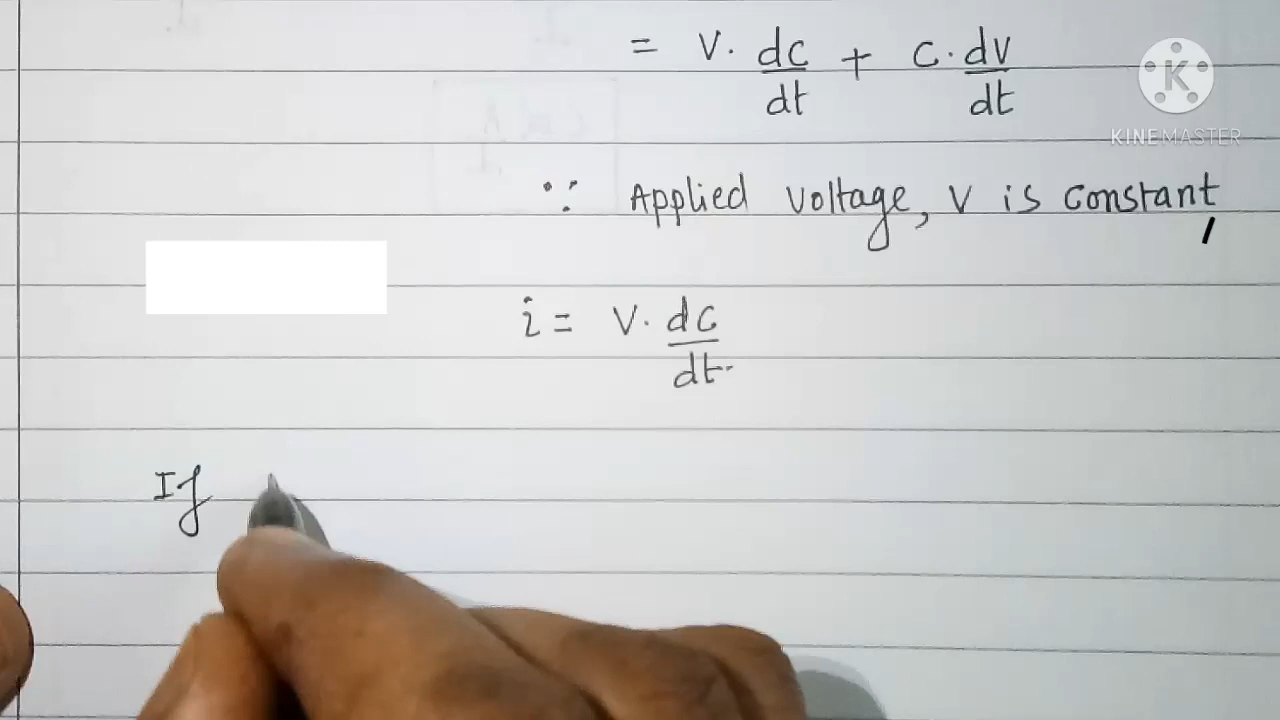 = V. dc/dt + C. dv/dt
K
KINEMASTER
∵ Applied Voltage, V is constant,
i = V. dc/dt.
If